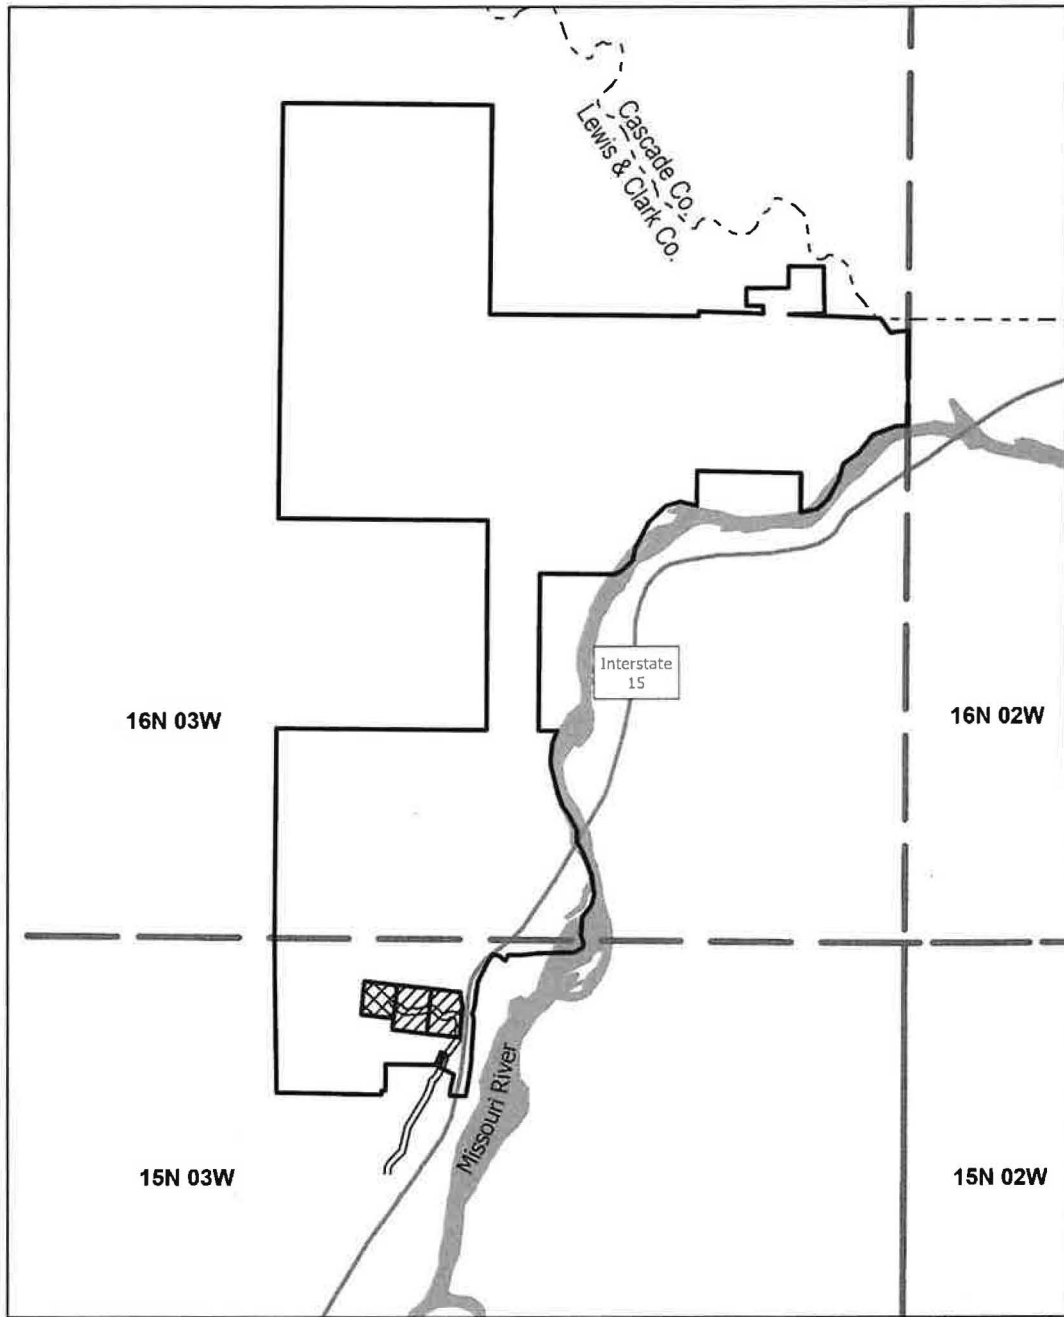 Cascade Co.
Lewis & Clark Co.
Interstate
15
16N 03W
16N 02W
Missouri River
15N 03W
15N 02W